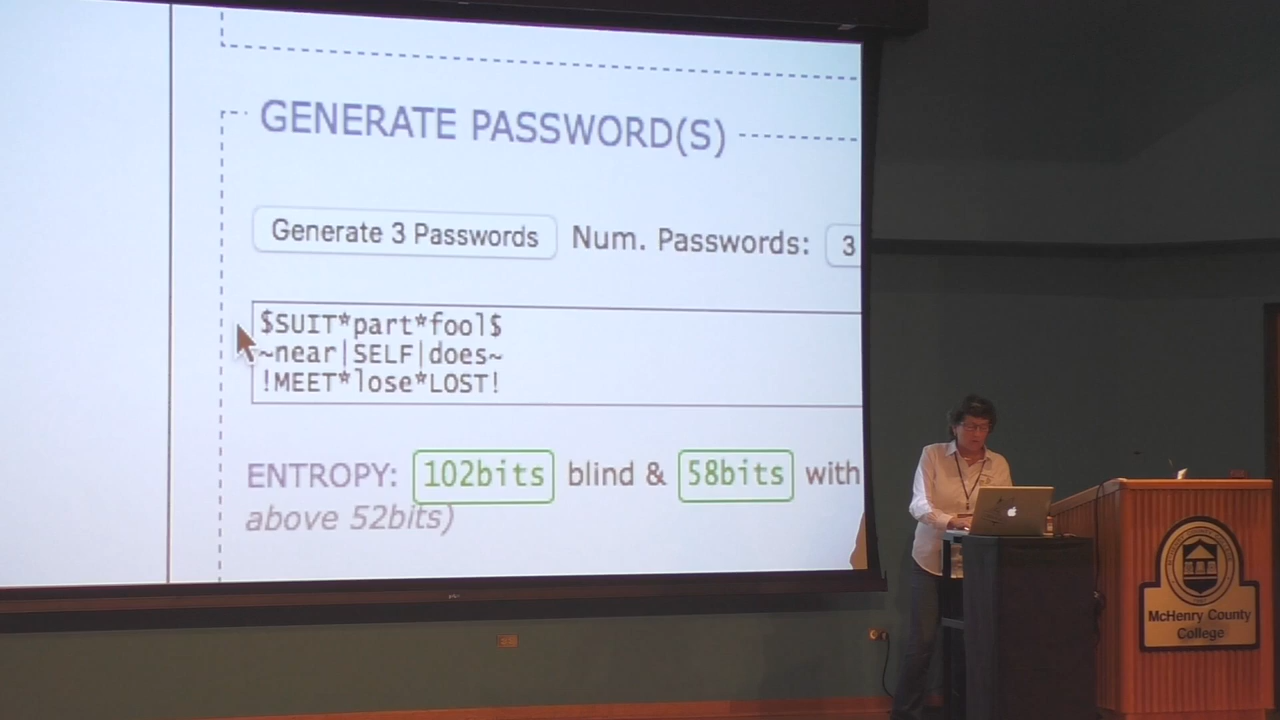 GENERATE PASSWORD(S)
Generate 3 Passwords Num. Passwords: 3
$SUIT*part*fool$
~near|SELF|does~
!MEET*lose*LOST!
ENTROPY: 102bits blind & 58bits with
above 52bits)
McHenry County
College